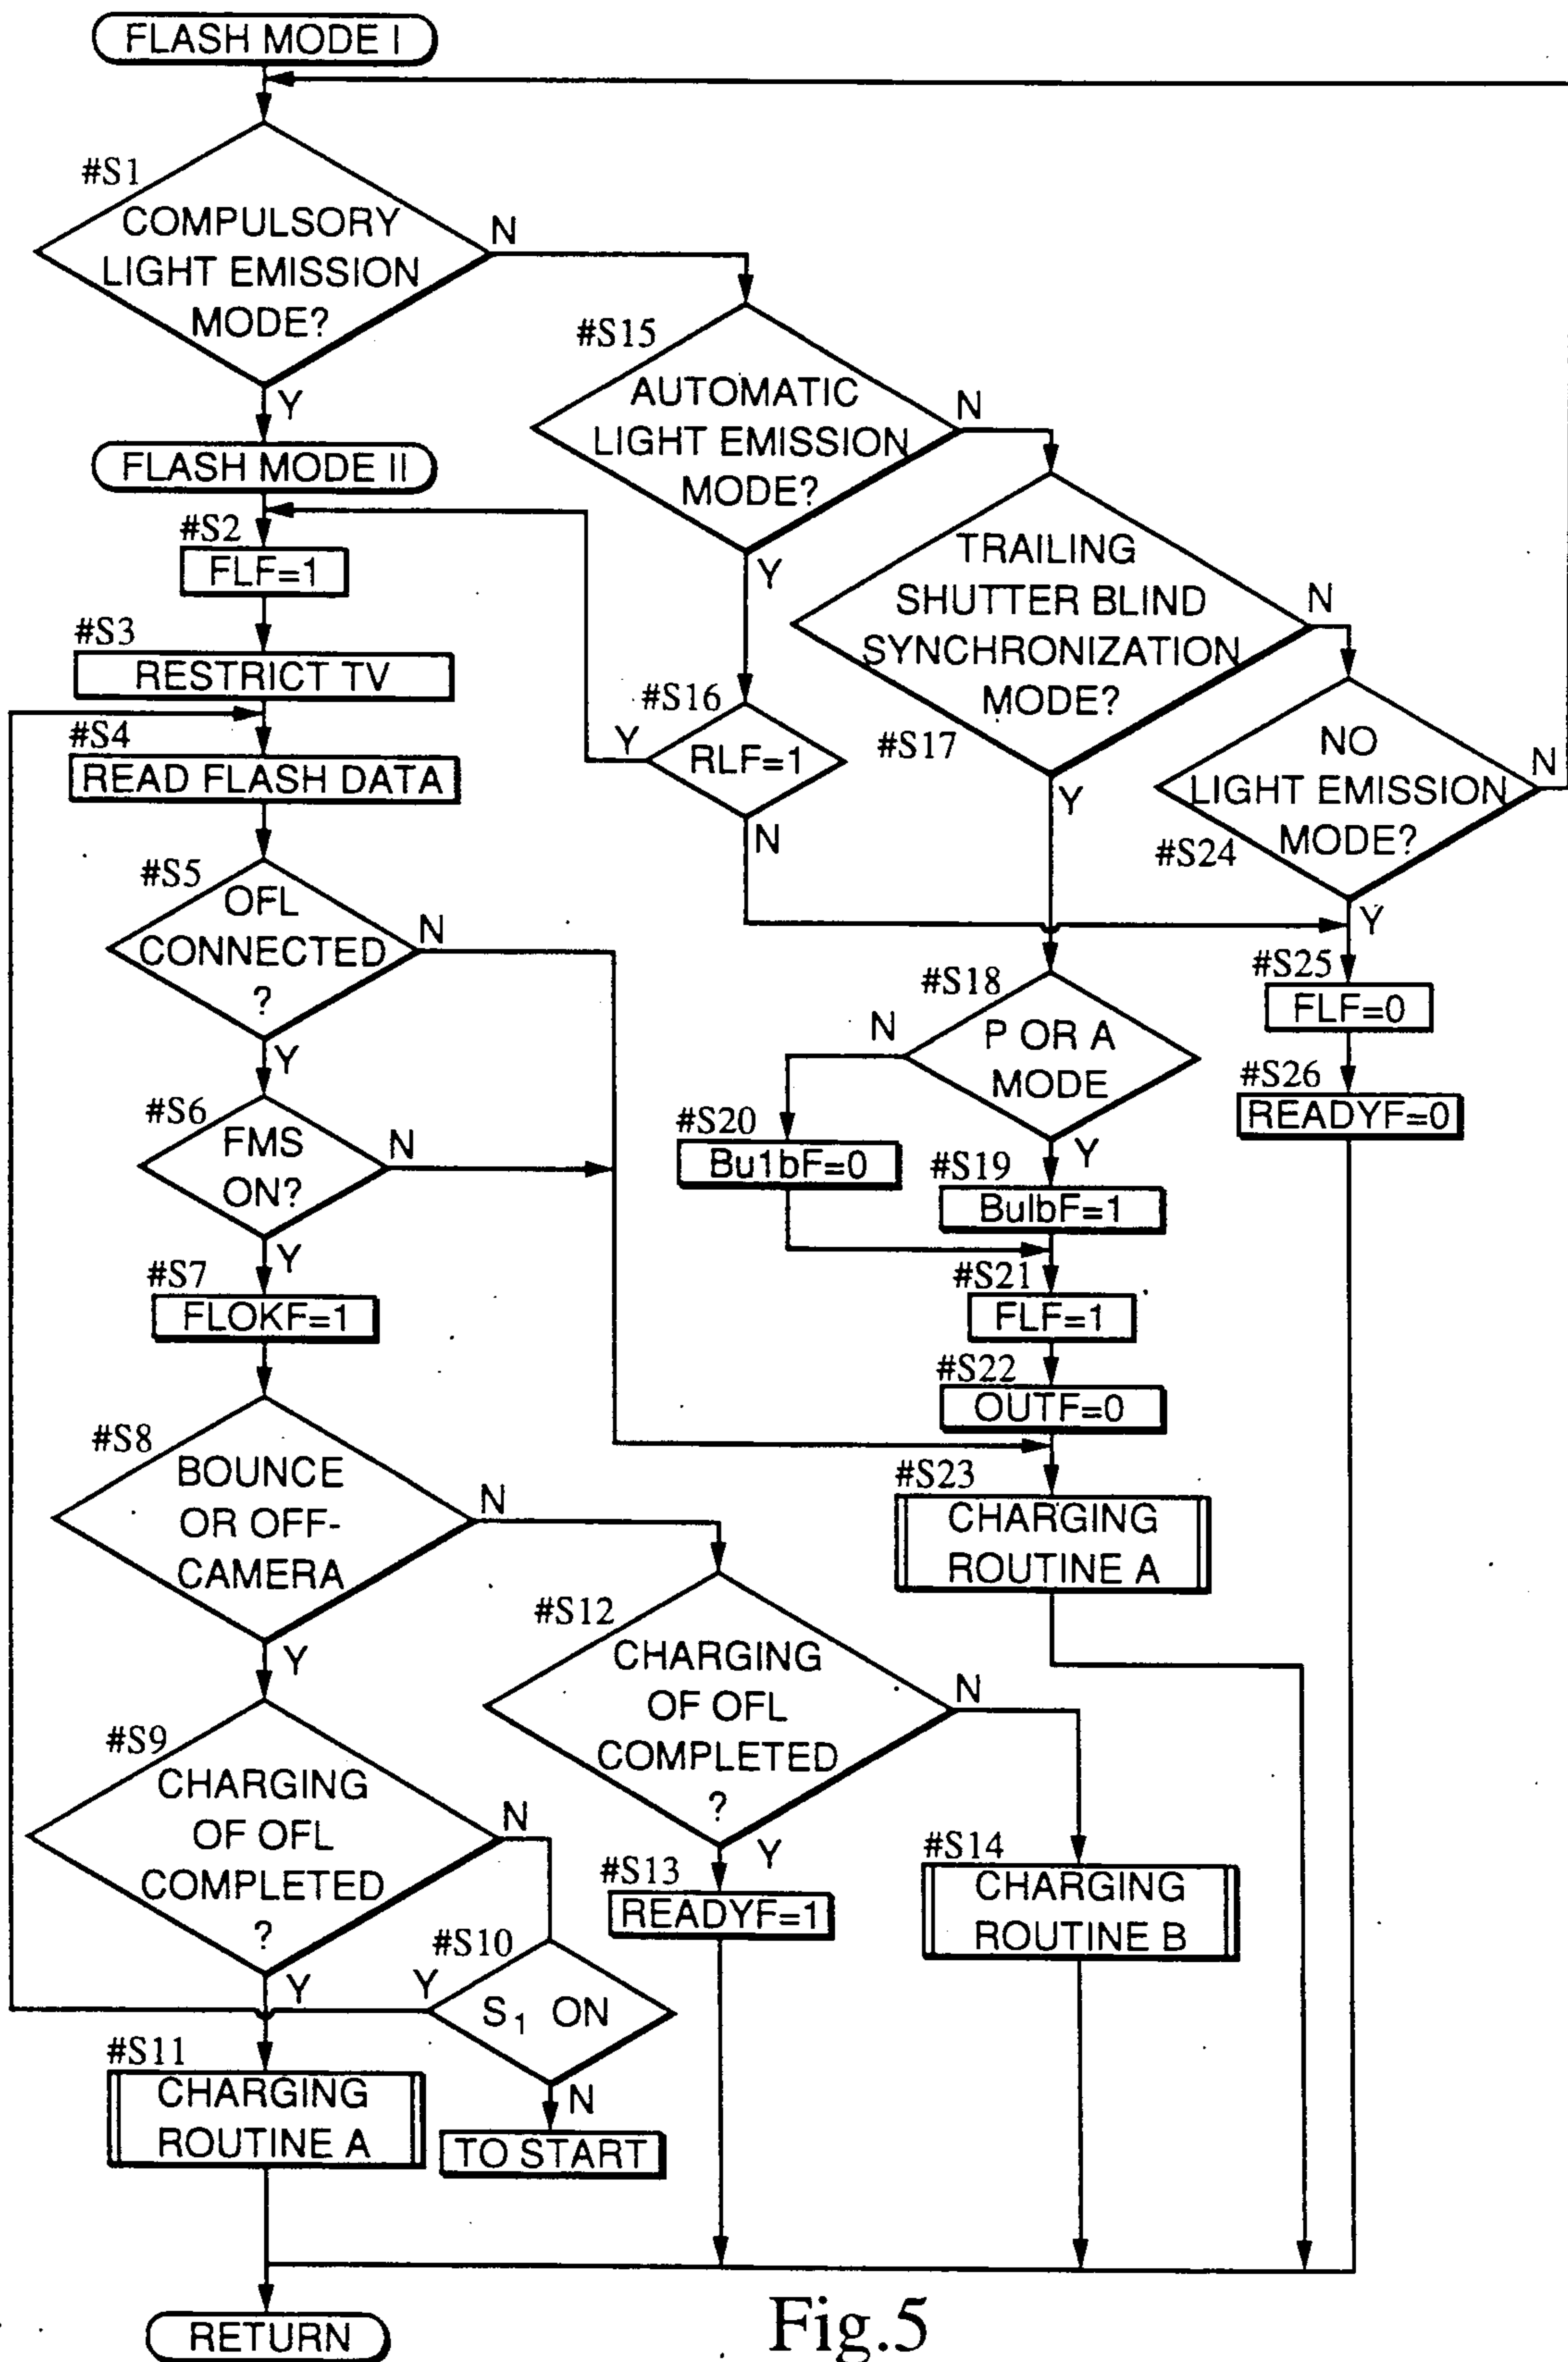 FLASH MODE I
#S1
COMPULSORY
LIGHT EMISSION
MODE?
N
Y
#S15
AUTOMATIC
LIGHT EMISSION
MODE?
N
Y
FLASH MODE II
#S2
FLF=1
#S3
RESTRICT TV
#S4
READ FLASH DATA
#S16
RLF=1
Y
N
TRAILING
SHUTTER BLIND
SYNCHRONIZATION
MODE?
#S17
N
Y
NO
LIGHT EMISSION
MODE?
#S24
N
Y
#S5
OFL
CONNECTED
?
N
Y
#S6
FMS
ON?
N
Y
#S7
FLOKF=1
#S18
P OR A
MODE
N
Y
#S20
Bu1bF=0
#S19
BulbF=1
#S21
FLF=1
#S22
OUTF=0
#S23
CHARGING
ROUTINE A
#S25
FLF=0
#S26
READYF=0
#S8
BOUNCE
OR OFF-
CAMERA
N
Y
#S9
CHARGING
OF OFL
COMPLETED
?
N
Y
#S10
S1 ON
Y
N
TO START
#S11
CHARGING
ROUTINE A
#S12
CHARGING
OF OFL
COMPLETED
?
N
Y
#S13
READYF=1
#S14
CHARGING
ROUTINE B
RETURN
Fig.5